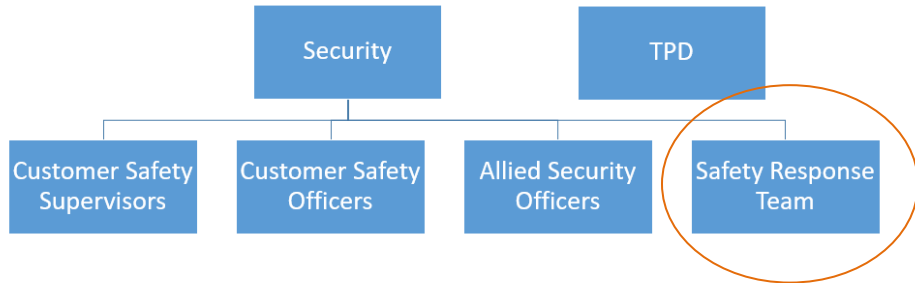 Security
TPD
Customer Safety
Supervisors
Customer Safety
Officers
Allied Security
Officers
Safety Response
Team